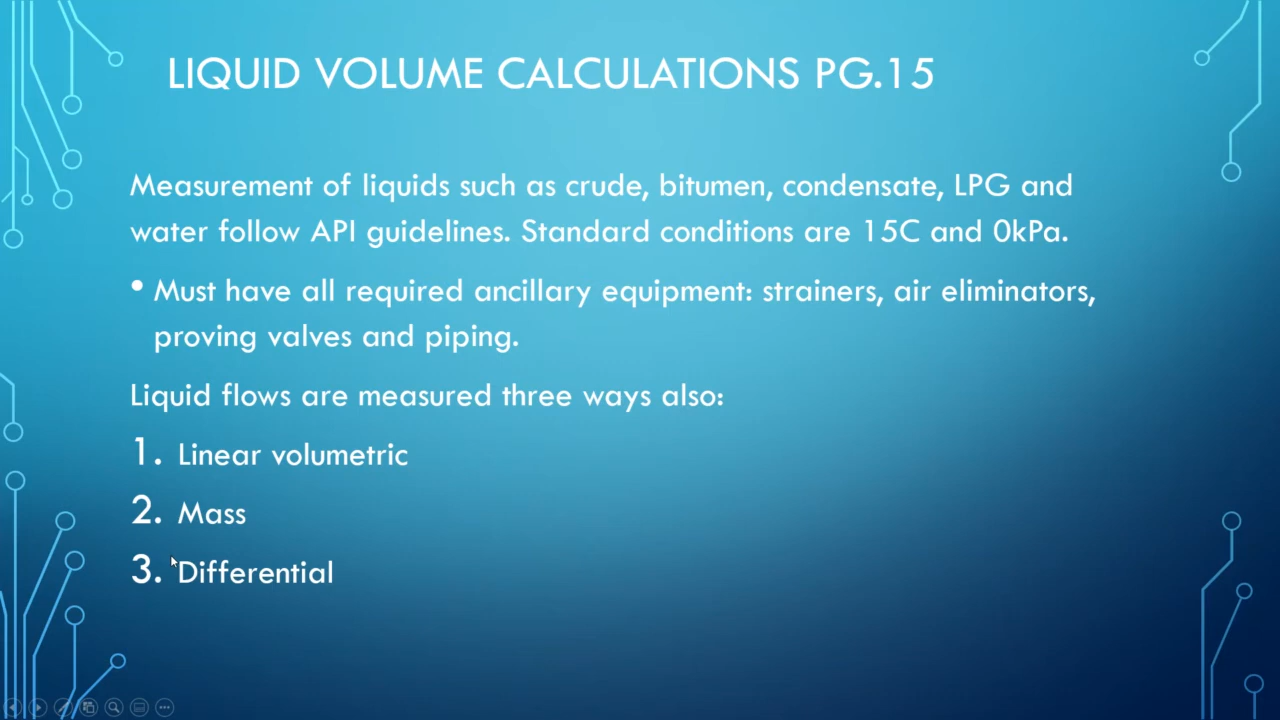 LIQUID VOLUME CALCULATIONS PG.15
Measurement of liquids such as crude, bitumen, condensate, LPG and
water follow API guidelines. Standard conditions are 15C and 0kPa.
• Must have all required ancillary equipment: strainers, air eliminators,
proving valves and piping.
Liquid flows are measured three ways also:
1. Linear volumetric
2. Mass
3. Differential